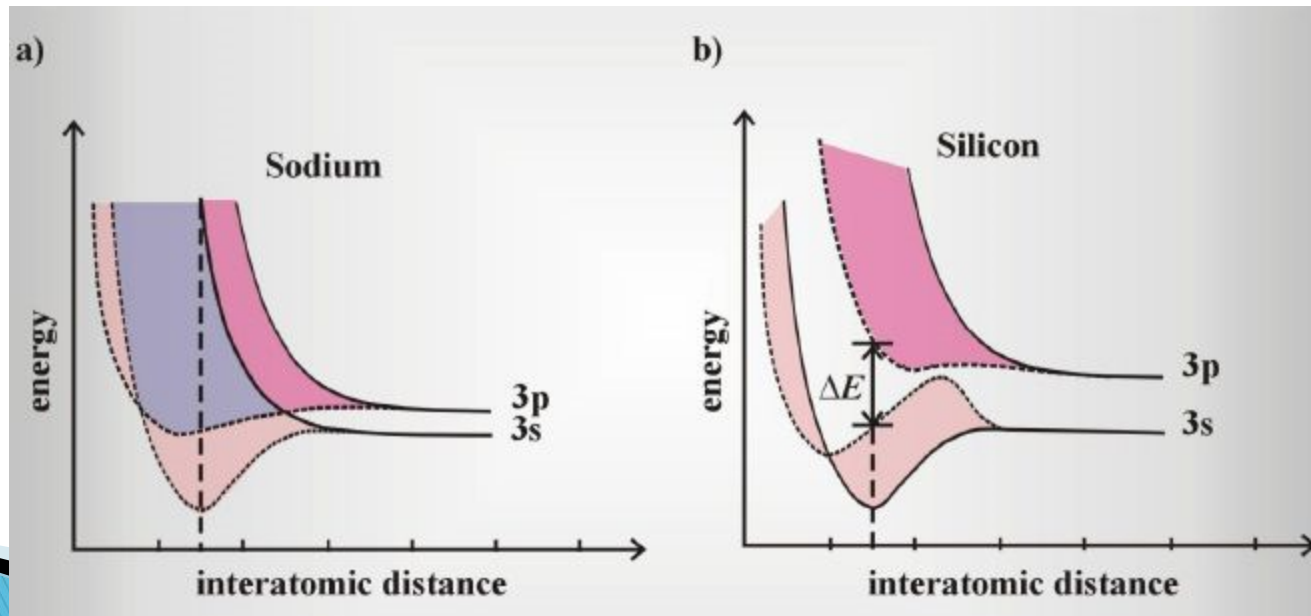 a)
Sodium
energy
3p
3s
interatomic distance
b)
Silicon
energy
ΔE
3p
3s
interatomic distance